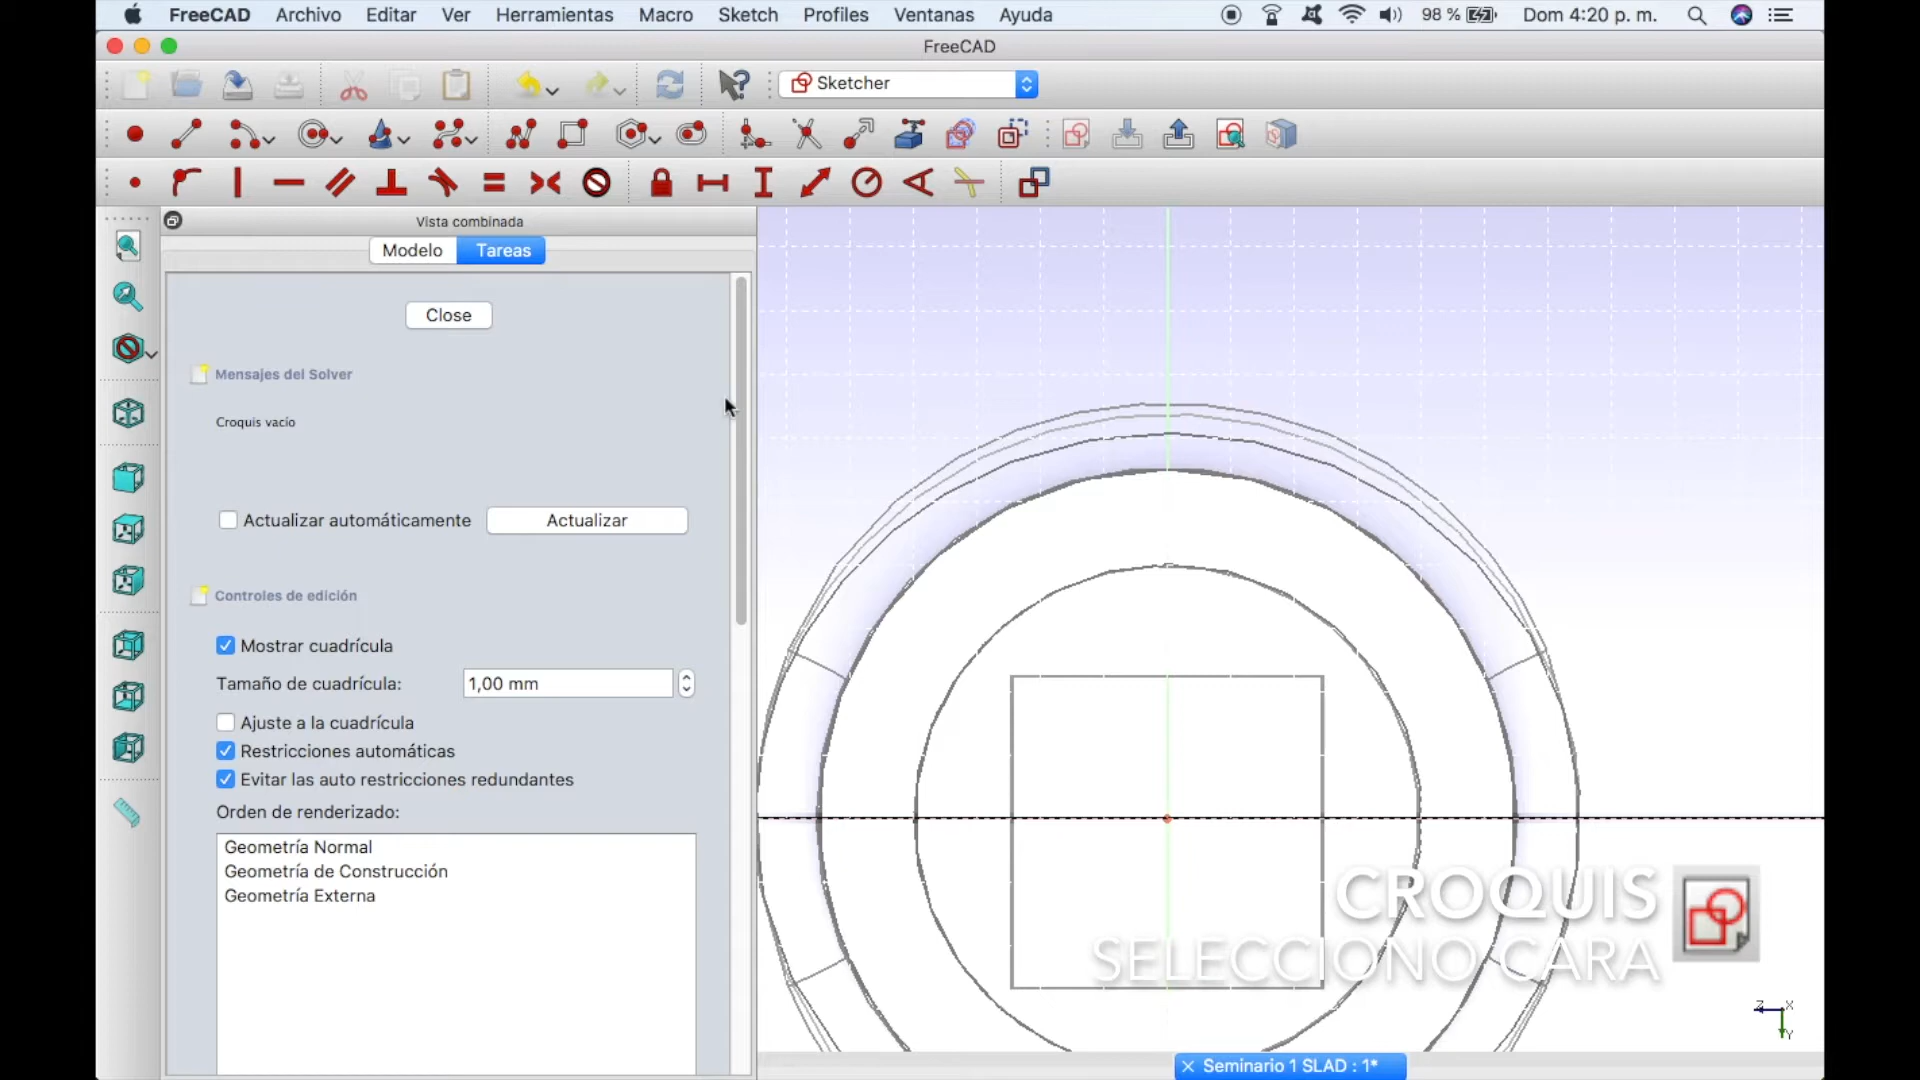 FreeCAD Archivo Editar Ver Herramientas Macro Sketch Profiles Ventanas Ayuda 98 % Dom 4:20 p. m.
FreeCAD
Sketcher
Vista combinada
Modelo Tareas
Close
Mensajes del Solver
Croquis vacío
Actualizar automáticamente Actualizar
Controles de edición
Mostrar cuadrícula
Tamaño de cuadrícula: 1,00 mm
Ajuste a la cuadrícula
Restricciones automáticas
Evitar las auto restricciones redundantes
Orden de renderizado:
Geometría Normal
Geometría de Construcción
Geometría Externa
CROQUIS
SELECCIONO CARA
Z X
Y
Seminario 1 SLAD : 1*